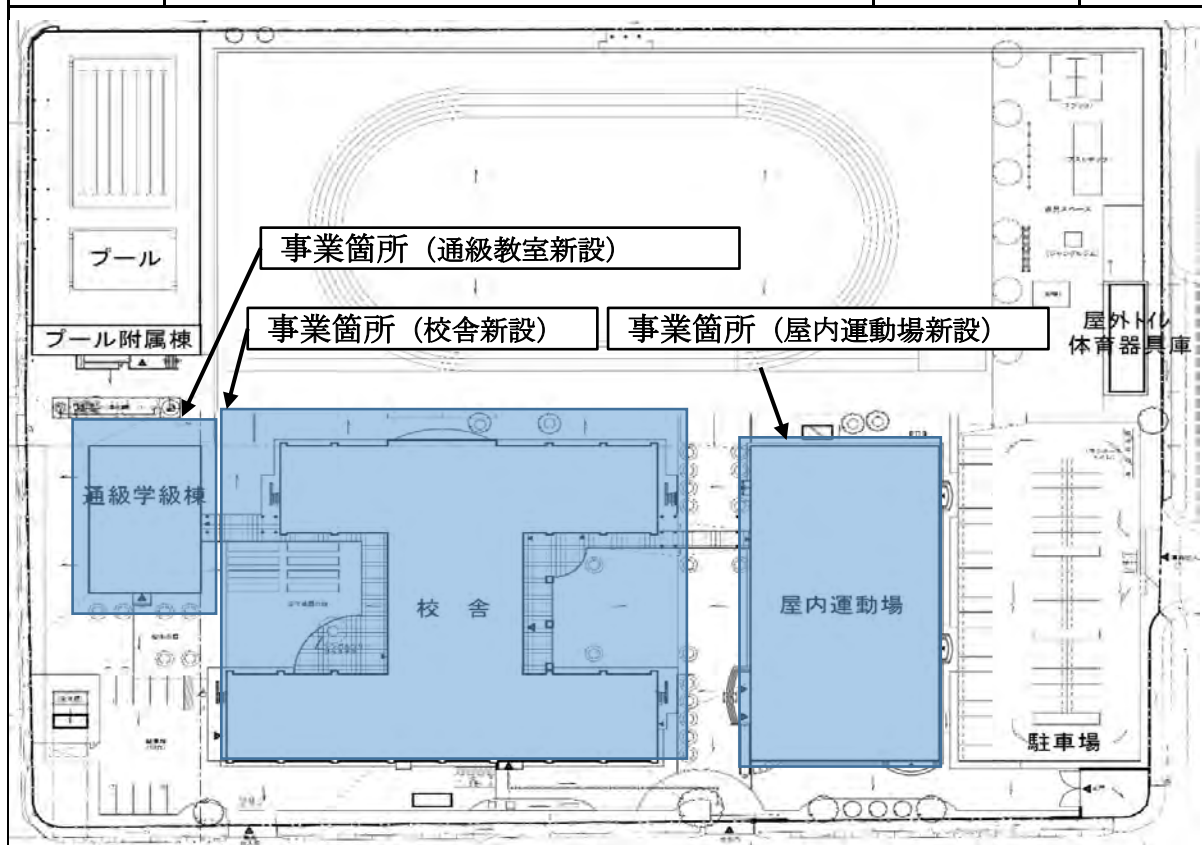 プール
事業箇所（通級教室新設）
事業箇所（校舎新設）
事業箇所（屋内運動場新設）
プール附属棟
屋外トイレ
体育器具庫
通級学級棟
校 舎
屋内運動場
駐車場